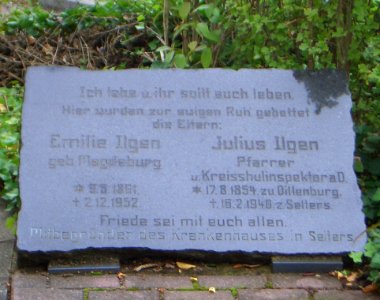 Ich lebe u. ihr sollt auch leben.
Hier wurden zur ewigen Ruh gebettet
die Eltern:
Emilie Ilgen Julius Ilgen
geb Magdeburg Pfarrer
u. Kreisschulinspektor a.D.
* 9.9.1861, * 17.8.1854. zu Dillenburg.
+ 2.12.1952. + 16.2.1940. z Selters.
Friede sei mit euch allen.
Mitbegründer des Krankenhauses in Selters.